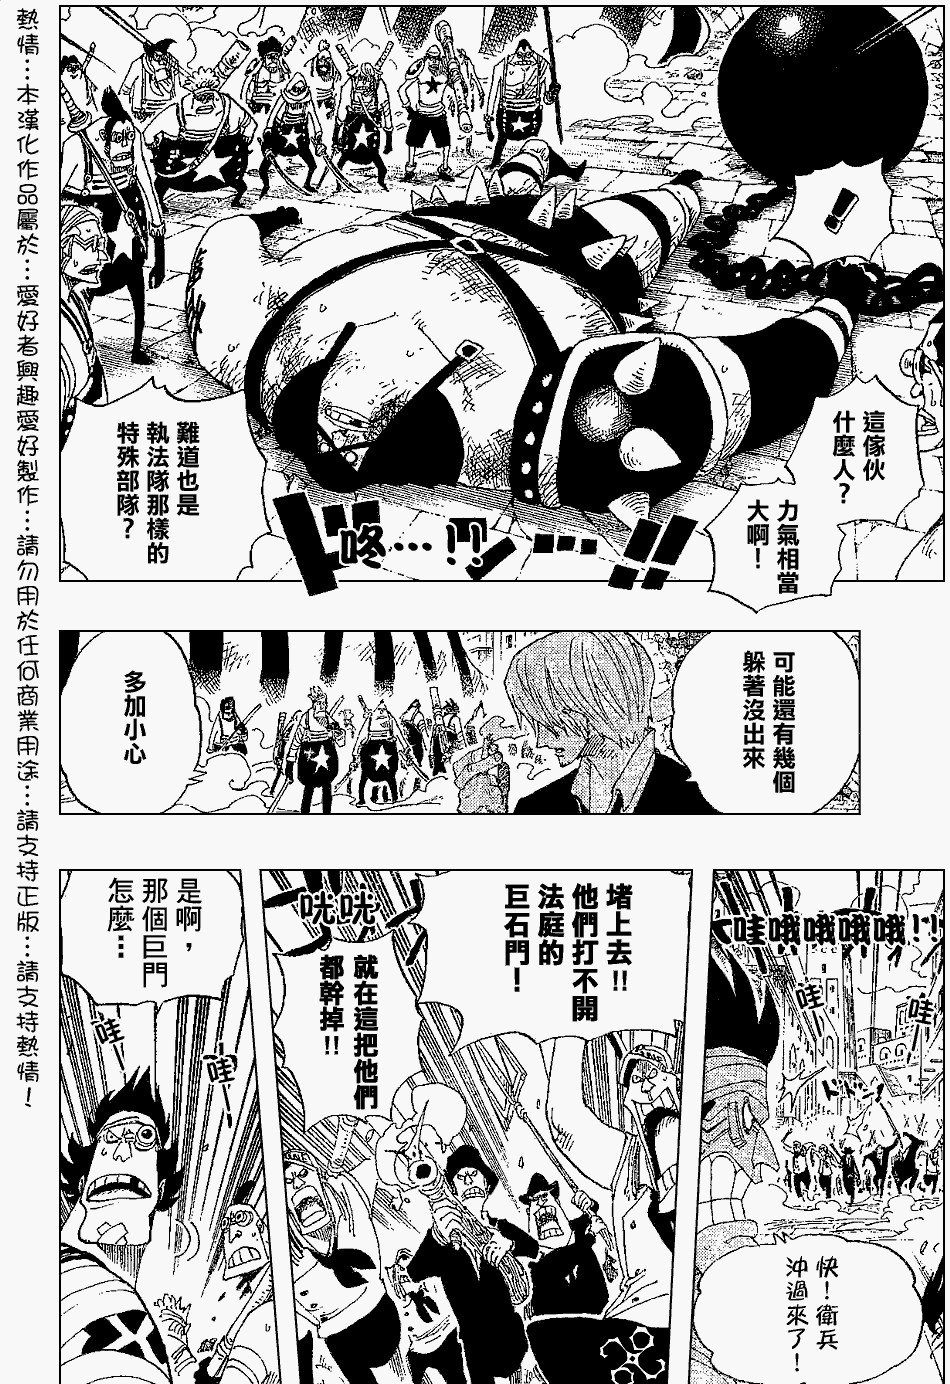 這傢伙
什麼人?
力氣相當
大啊!
難道也是
執法隊那樣的
特殊部隊?
咚…!!
可能還有幾個
躲著沒出來
多加小心
哇哦哦哦哦!!
哇
哇—
快!衛兵
沖過來了!
堵上去!!
他們打不開
法庭的
巨石門!
咣咣
就在這把他們
都幹掉!!
是啊,
那個巨門
怎麼…
哇—!
哇—
熱情…本漢化作品屬於…愛好者興趣愛好製作…請勿用於任何商業用途…請支持正版…請支持熱情!